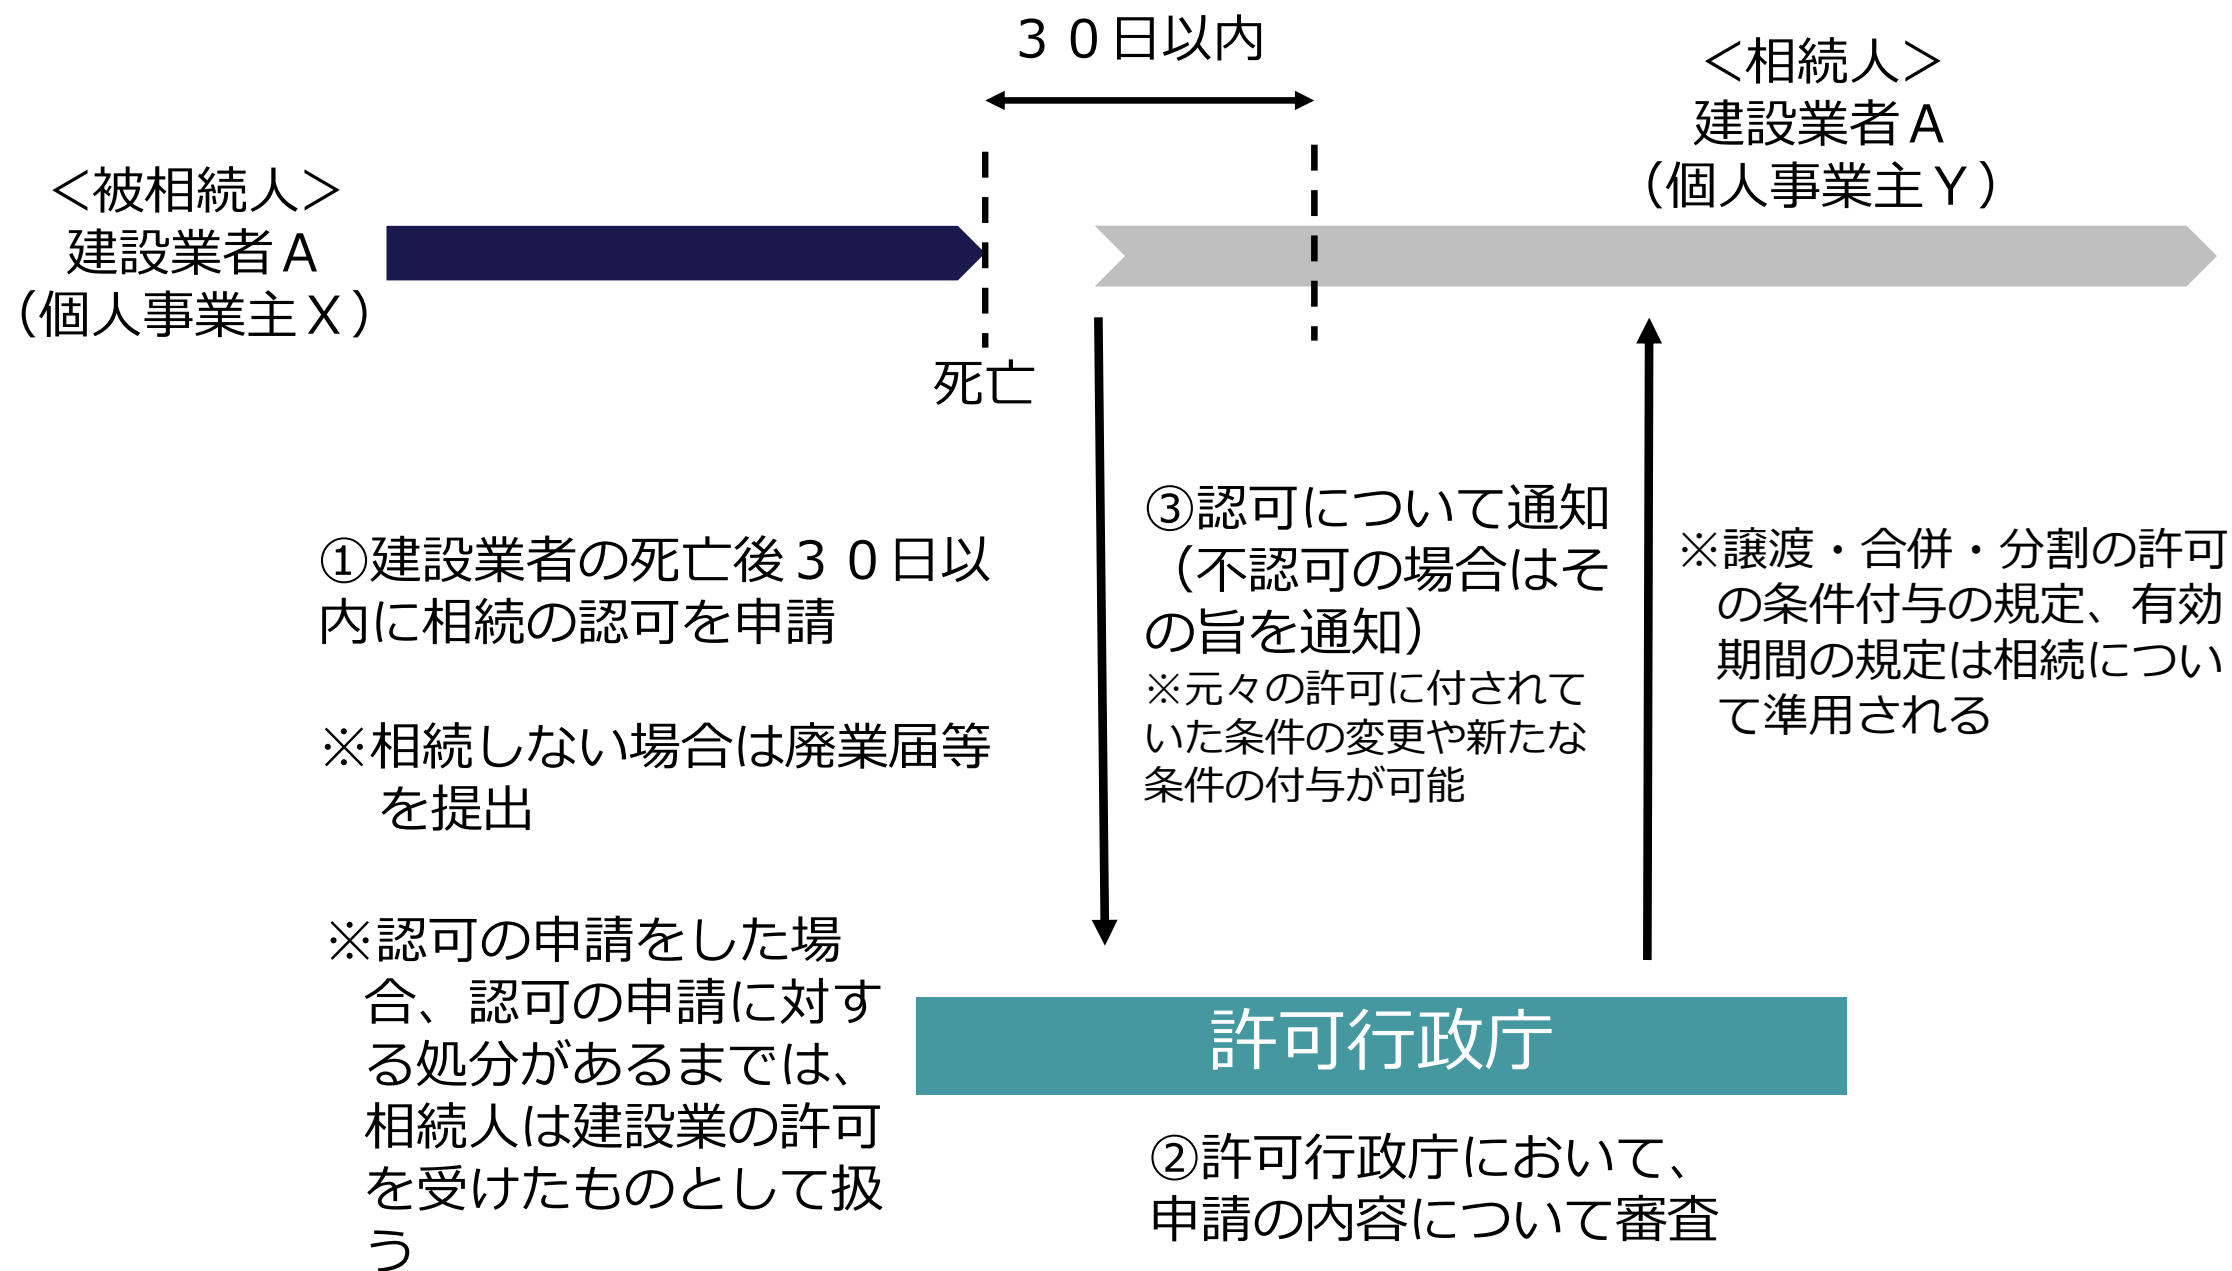 ３０日以内
＜相続人＞
建設業者Ａ
（個人事業主Ｙ）
＜被相続人＞
建設業者Ａ
（個人事業主Ｘ）
死亡
①建設業者の死亡後３０日以
内に相続の認可を申請
※相続しない場合は廃業届等
を提出
※認可の申請をした場
合、認可の申請に対す
る処分があるまでは、
相続人は建設業の許可
を受けたものとして扱
う
③認可について通知
（不認可の場合はそ
の旨を通知）
※元々の許可に付されて
いた条件の変更や新たな
条件の付与が可能
※譲渡・合併・分割の許可
の条件付与の規定、有効
期間の規定は相続につい
て準用される
許可行政庁
②許可行政庁において、
申請の内容について審査